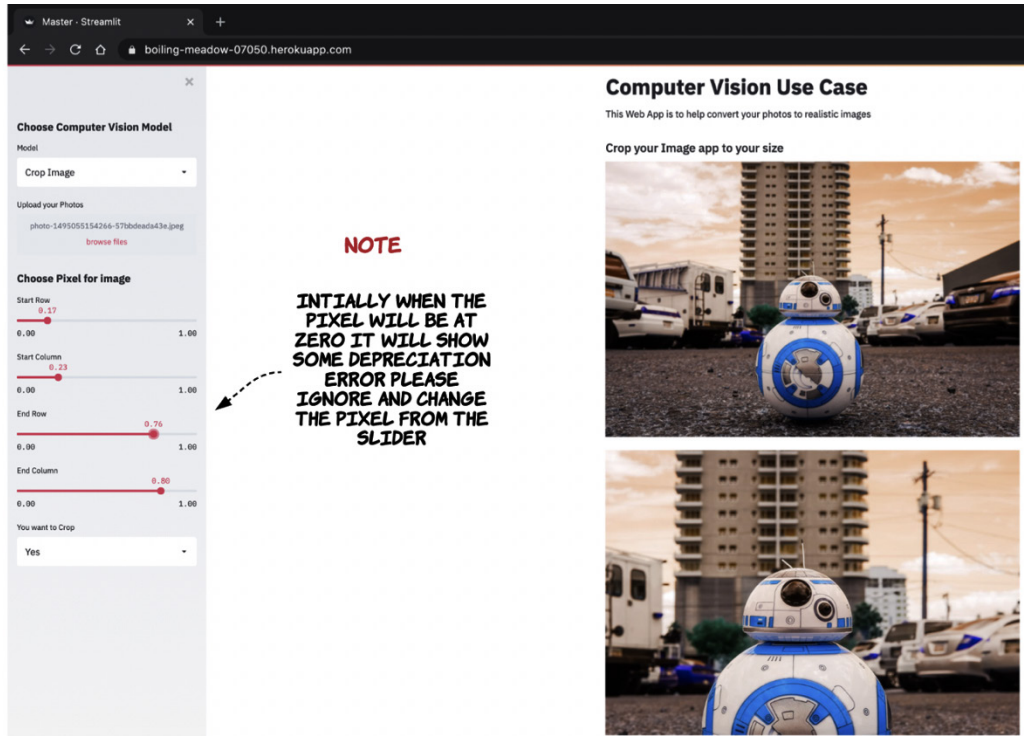 Master · Streamlit
boiling-meadow-07050.herokuapp.com
Choose Computer Vision Model
Model
Crop Image
Upload your Photos
photo-1495055154266-57bbdeada43e.jpeg
browse files
Choose Pixel for image
Start Row
0.17
0.00 1.00
Start Column
0.23
0.00 1.00
End Row
0.76
0.00 1.00
End Column
0.80
0.00 1.00
You want to Crop
Yes
NOTE
INTIALLY WHEN THE
PIXEL WILL BE AT
ZERO IT WILL SHOW
SOME DEPRECIATION
ERROR PLEASE
IGNORE AND CHANGE
THE PIXEL FROM THE
SLIDER
Computer Vision Use Case
This Web App is to help convert your photos to realistic images
Crop your Image app to your size